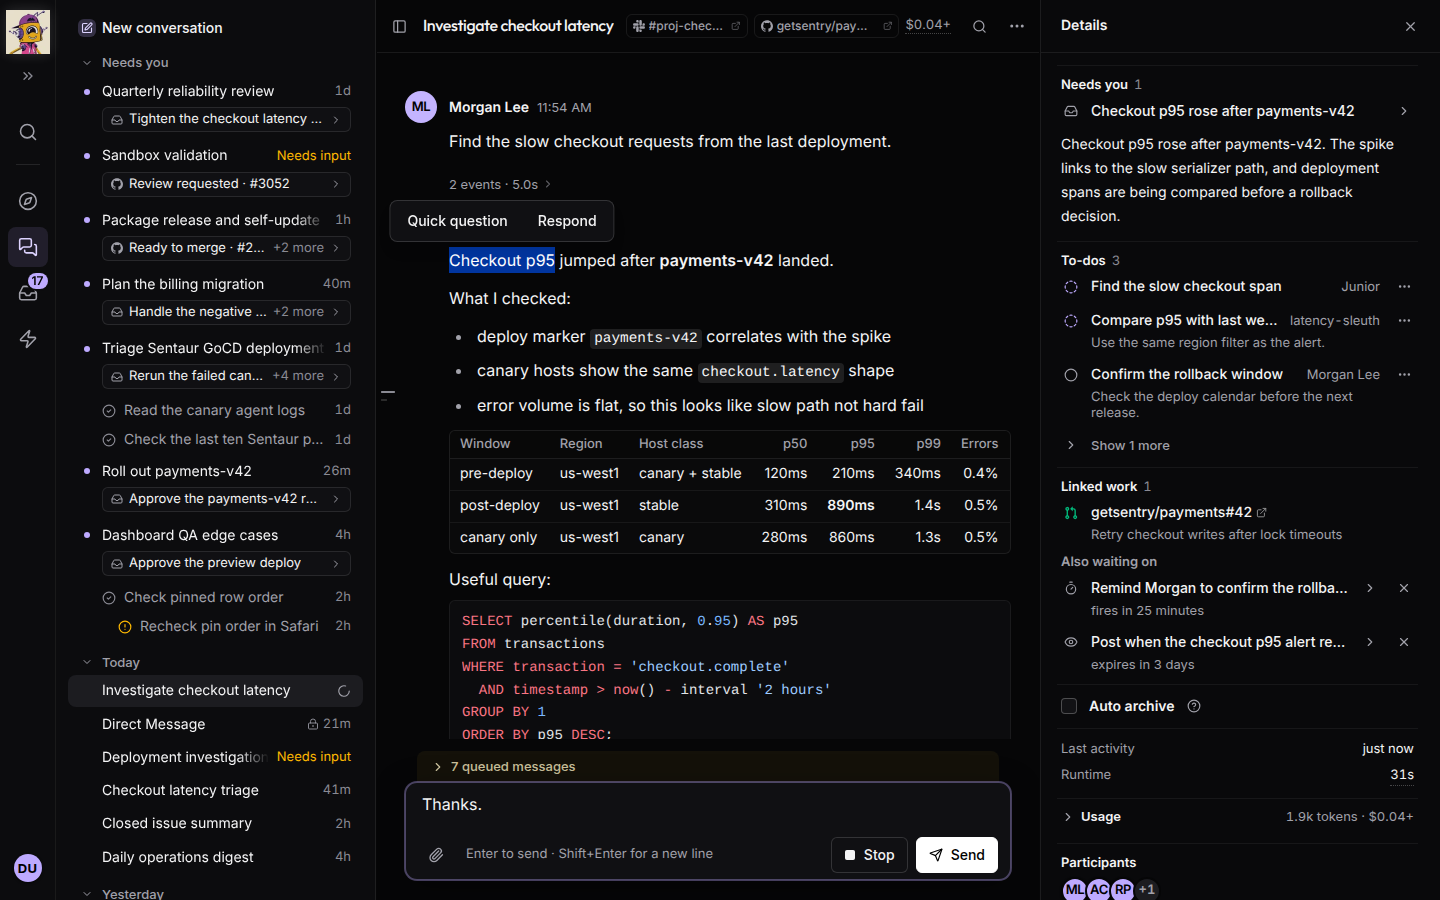 New conversation
Needs you
Quarterly reliability review 1d
Tighten the checkout latency ...
Sandbox validation Needs input
Review requested · #3052
Package release and self-update 1h
Ready to merge · #2... +2 more
Plan the billing migration 40m
Handle the negative ... +2 more
Triage Sentaur GoCD deployment 1d
Rerun the failed can... +4 more
Read the canary agent logs 1d
Check the last ten Sentaur p... 1d
Roll out payments-v42 26m
Approve the payments-v42 r...
Dashboard QA edge cases 4h
Approve the preview deploy
Check pinned row order 2h
Recheck pin order in Safari 2h
Today
Investigate checkout latency
Direct Message 21m
Deployment investigation Needs input
Checkout latency triage 41m
Closed issue summary 2h
Daily operations digest 4h
Yesterday
17
DU
Investigate checkout latency #proj-chec... getsentry/pay... $0.04+
ML Morgan Lee 11:54 AM
Find the slow checkout requests from the last deployment.
2 events · 5.0s
Quick question Respond
Checkout p95 jumped after payments-v42 landed.
What I checked:
• deploy marker payments-v42 correlates with the spike
• canary hosts show the same checkout.latency shape
• error volume is flat, so this looks like slow path not hard fail
Window Region Host class p50 p95 p99 Errors
pre-deploy us-west1 canary + stable 120ms 210ms 340ms 0.4%
post-deploy us-west1 stable 310ms 890ms 1.4s 0.5%
canary only us-west1 canary 280ms 860ms 1.3s 0.5%
Useful query:
SELECT percentile(duration, 0.95) AS p95
FROM transactions
WHERE transaction = 'checkout.complete'
AND timestamp > now() - interval '2 hours'
GROUP BY 1
ORDER BY p95 DESC;
7 queued messages
Thanks.
Enter to send · Shift+Enter for a new line
Stop Send
Details
Needs you 1
Checkout p95 rose after payments-v42
Checkout p95 rose after payments-v42. The spike
links to the slow serializer path, and deployment
spans are being compared before a rollback
decision.
To-dos 3
Find the slow checkout span Junior
Compare p95 with last we... latency-sleuth
Use the same region filter as the alert.
Confirm the rollback window Morgan Lee
Check the deploy calendar before the next
release.
Show 1 more
Linked work 1
getsentry/payments#42
Retry checkout writes after lock timeouts
Also waiting on
Remind Morgan to confirm the rollba...
fires in 25 minutes
Post when the checkout p95 alert re...
expires in 3 days
Auto archive
Last activity just now
Runtime 31s
Usage 1.9k tokens · $0.04+
Participants
ML AC RP +1